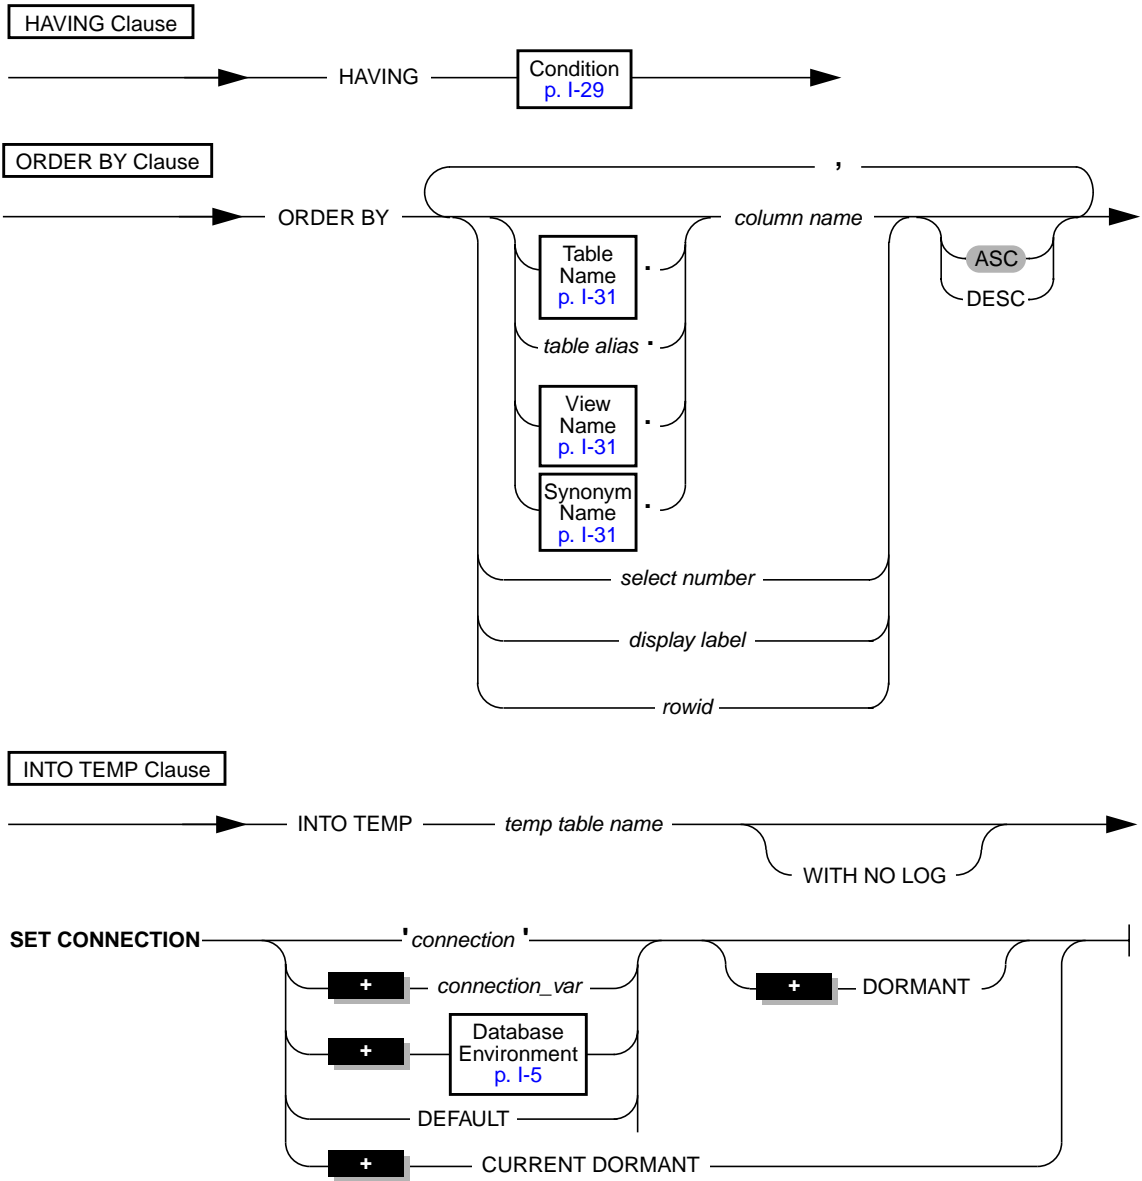 HAVING Clause
HAVING
Condition
p. I-29
ORDER BY Clause
,
ORDER BY
column name
Table
Name
p. I-31
.
ASC
DESC
table alias .
View
Name
p. I-31
.
Synonym
Name
p. I-31
.
select number
display label
rowid
INTO TEMP Clause
INTO TEMP
temp table name
WITH NO LOG
SET CONNECTION
'connection '
+
connection_var
+
DORMANT
+
Database
Environment
p. I-5
DEFAULT
+
CURRENT DORMANT